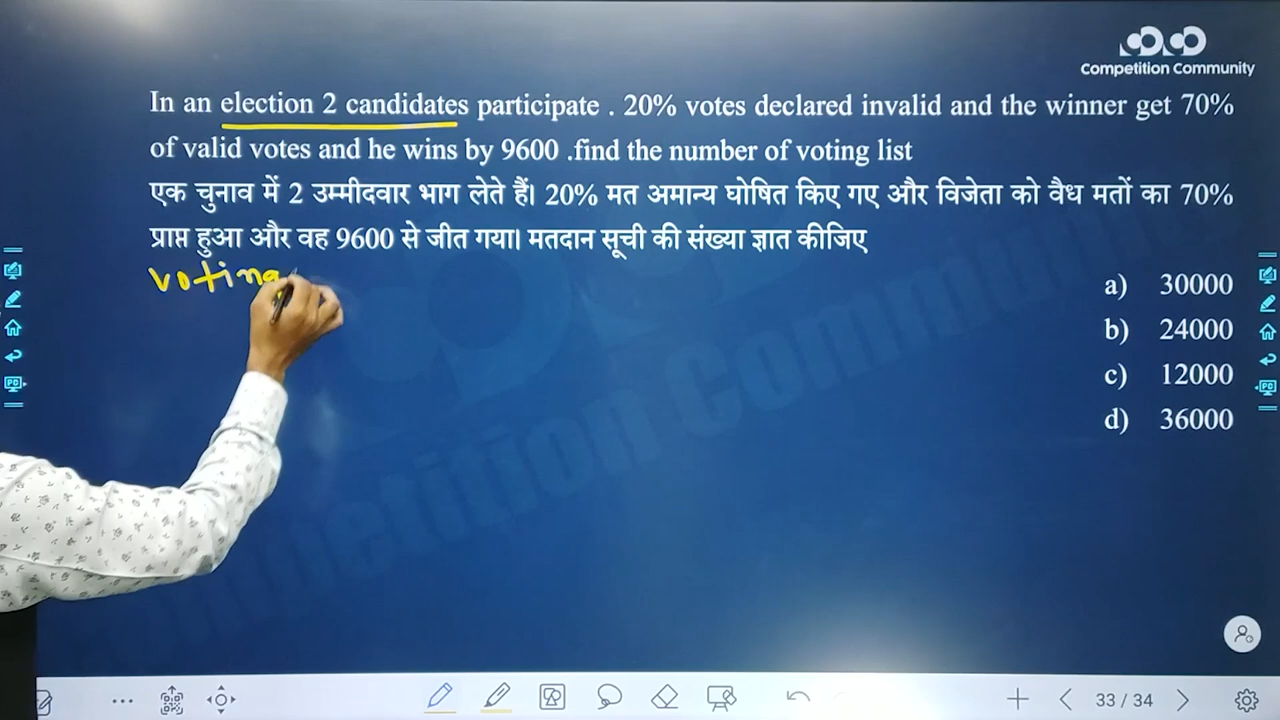 Competition Community
In an election 2 candidates participate . 20% votes declared invalid and the winner get 70%
of valid votes and he wins by 9600 .find the number of voting list
एक चुनाव में 2 उम्मीदवार भाग लेते हैं। 20% मत अमान्य घोषित किए गए और विजेता को वैध मतों का 70%
प्राप्त हुआ और वह 9600 से जीत गया। मतदान सूची की संख्या ज्ञात कीजिए
voting
a) 30000
b) 24000
c) 12000
d) 36000
33 / 34